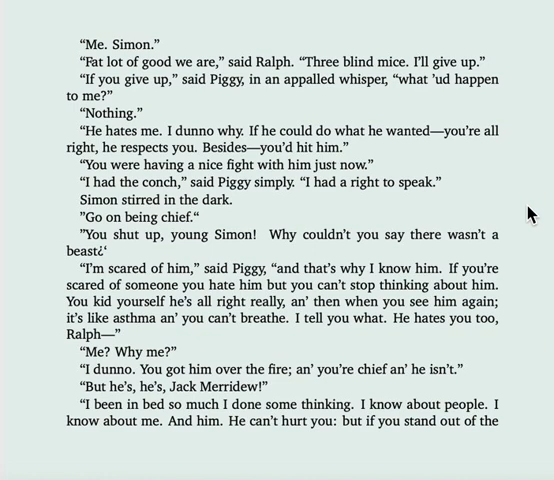 “Me. Simon.”
“Fat lot of good we are,” said Ralph. “Three blind mice. I’ll give up.”
“If you give up,” said Piggy, in an appalled whisper, “what ’ud happen
to me?”
“Nothing.”
“He hates me. I dunno why. If he could do what he wanted—you’re all
right, he respects you. Besides—you’d hit him.”
“You were having a nice fight with him just now.”
“I had the conch,” said Piggy simply. “I had a right to speak.”
Simon stirred in the dark.
”Go on being chief.“
”You shut up, young Simon! Why couldn’t you say there wasn’t a
beast¿‘
“I’m scared of him,” said Piggy, “and that’s why I know him. If you’re
scared of someone you hate him but you can’t stop thinking about him.
You kid yourself he’s all right really, an’ then when you see him again;
it’s like asthma an’ you can’t breathe. I tell you what. He hates you too,
Ralph—”
“Me? Why me?”
“I dunno. You got him over the fire; an’ you’re chief an’ he isn’t.”
“But he’s, he’s, Jack Merridew!”
“I been in bed so much I done some thinking. I know about people. I
know about me. And him. He can’t hurt you: but if you stand out of the